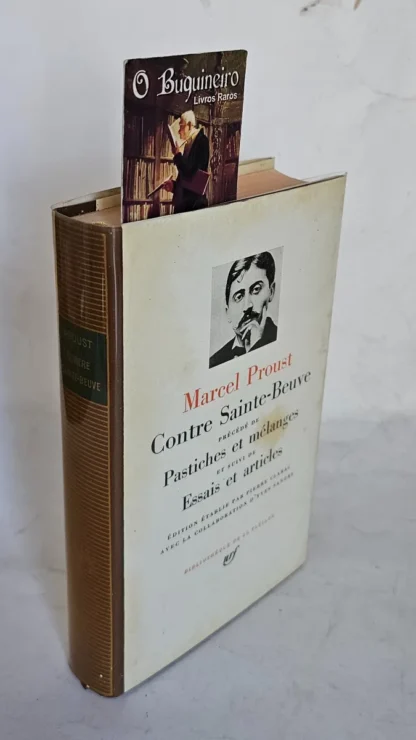 O Buquineiro
Livros Raros
PROUST
Marcel Proust
Contre Sainte-Beuve
PRÉCÉDÉ DE
Pastiches et mélanges
ET SUIVI DE
Essais et articles
ÉDITION ÉTABLIE PAR PIERRE CLARAC
AVEC LA COLLABORATION D'YVES SANDRE
BIBLIOTHÈQUE DE LA PLÉIADE
nrf